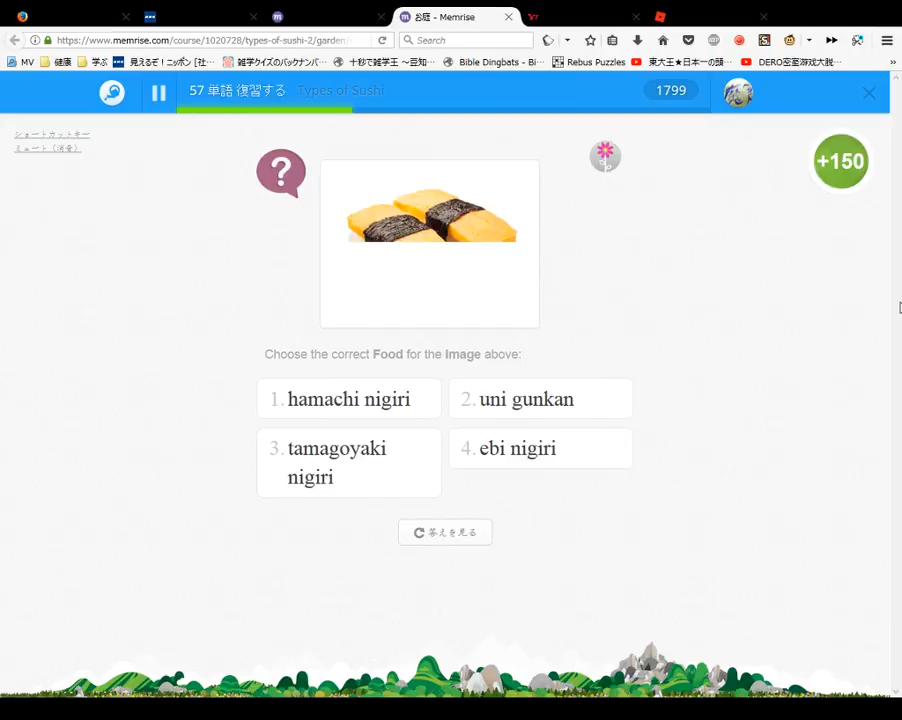 お庭 - Memrise
https://www.memrise.com/course/1020728/types-of-sushi-2/garden/
Search
MV
健康
学ぶ
見えるぞ！ニッポン [社…
雑学クイズのバックナンバ…
十秒で雑学王 ～豆知…
Bible Dingbats - Bi…
Rebus Puzzles
東大王★日本一の頭…
DERO密室游戏大脱…
57 単語 復習する Types of Sushi
1799
ショートカットキー
ミュート (消音)
?
+150
Choose the correct Food for the Image above:
1. hamachi nigiri
2. uni gunkan
3. tamagoyaki
nigiri
4. ebi nigiri
答えを見る